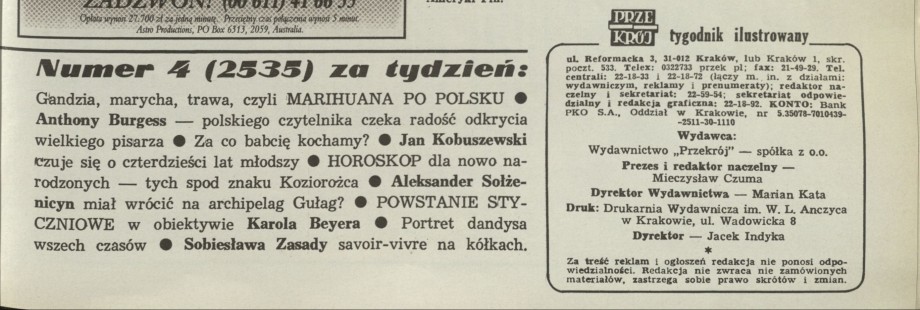 ZADZWOŃ! (00 611) 41 66 55
Opłata wynosi 27.700 zł za jedną minutę. Przeciętny czas połączenia wynosi 5 minut.
Astro Productions, PO Box 6313, 2059, Australia.
Numer 4 (2535) za tydzień:
Gandzia, marycha, trawa, czyli MARIHUANA PO POLSKU ●
Anthony Burgess — polskiego czytelnika czeka radość odkrycia
wielkiego pisarza ● Za co babcię kochamy? ● Jan Kobuszewski
czuje się o czterdzieści lat młodszy ● HOROSKOP dla nowo na-
rodzonych — tych spod znaku Koziorożca ● Aleksander Sołże-
nicyn miał wrócić na archipelag Gułag? ● POWSTANIE STY-
CZNIOWE w obiektywie Karola Beyera ● Portret dandysa
wszech czasów ● Sobiesława Zasady savoir-vivre na kółkach.
PRZE
KRÓJ tygodnik ilustrowany
ul. Reformacka 3, 31-012 Kraków, lub Kraków 1, skr.
poczt. 533. Telex: 0322733 przek pl; fax: 21-49-29. Tel.
centrali: 22-18-33 i 22-18-72 (łączy m. in. z działami:
wydawniczym, reklamy i prenumeraty); redaktor na-
czelny i sekretariat: 22-59-54; sekretariat odpowie-
dzialny i redakcja graficzna: 22-18-92. KONTO: Bank
PKO S.A., Oddział w Krakowie, nr 5.35078-7010439-
-2511-30-1110
Wydawca:
Wydawnictwo „Przekrój” — spółka z o.o.
Prezes i redaktor naczelny —
Mieczysław Czuma
Dyrektor Wydawnictwa — Marian Kata
Druk: Drukarnia Wydawnicza im. W. L. Anczyca
w Krakowie, ul. Wadowicka 8
Dyrektor — Jacek Indyka
*
Za treść reklam i ogłoszeń redakcja nie ponosi odpo-
wiedzialności. Redakcja nie zwraca nie zamówionych
materiałów, zastrzega sobie prawo skrótów i zmian.